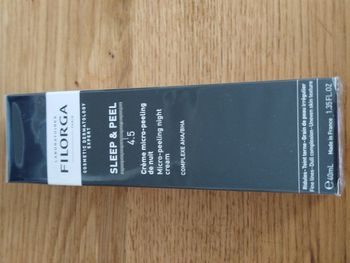 LABORATOIRES
FILORGA
COSMETIC DERMATOLOGY
EXPERT
SLEEP & PEEL
4.5
Crème micro-peeling
de nuit
Micro-peeling night
cream
COMPLEXE AHA/BHA
Ridules - Teint terne - Grain de peau irrégulier
Fine lines - Dull complexion - Uneven skin texture
Made in France
e 40mL 1.35 FL.OZ